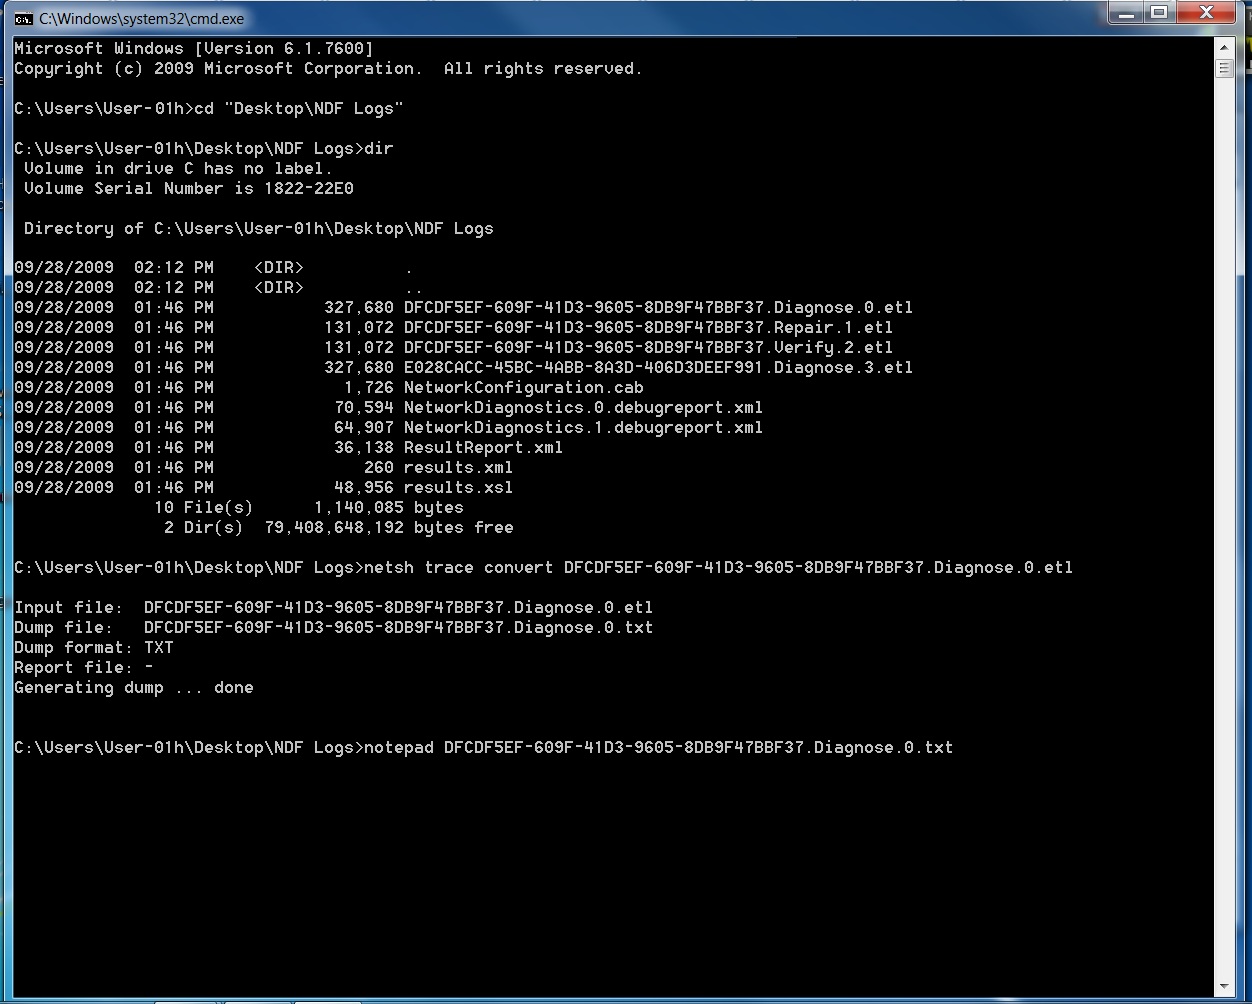 C:\Windows\system32\cmd.exe
Microsoft Windows [Version 6.1.7600]
Copyright (c) 2009 Microsoft Corporation.  All rights reserved.
C:\Users\User-01h>cd "Desktop\NDF Logs"
C:\Users\User-01h\Desktop\NDF Logs>dir
 Volume in drive C has no label.
 Volume Serial Number is 1822-22E0
 Directory of C:\Users\User-01h\Desktop\NDF Logs
09/28/2009  02:12 PM    <DIR>          .
09/28/2009  02:12 PM    <DIR>          ..
09/28/2009  01:46 PM           327,680 DFCDF5EF-609F-41D3-9605-8DB9F47BBF37.Diagnose.0.etl
09/28/2009  01:46 PM           131,072 DFCDF5EF-609F-41D3-9605-8DB9F47BBF37.Repair.1.etl
09/28/2009  01:46 PM           131,072 DFCDF5EF-609F-41D3-9605-8DB9F47BBF37.Verify.2.etl
09/28/2009  01:46 PM           327,680 E028CACC-45BC-4ABB-8A3D-406D3DEEF991.Diagnose.3.etl
09/28/2009  01:46 PM             1,726 NetworkConfiguration.cab
09/28/2009  01:46 PM            70,594 NetworkDiagnostics.0.debugreport.xml
09/28/2009  01:46 PM            64,907 NetworkDiagnostics.1.debugreport.xml
09/28/2009  01:46 PM            36,138 ResultReport.xml
09/28/2009  01:46 PM               260 results.xml
09/28/2009  01:46 PM            48,956 results.xsl
              10 File(s)      1,140,085 bytes
               2 Dir(s)  79,408,648,192 bytes free
C:\Users\User-01h\Desktop\NDF Logs>netsh trace convert DFCDF5EF-609F-41D3-9605-8DB9F47BBF37.Diagnose.0.etl
Input file:  DFCDF5EF-609F-41D3-9605-8DB9F47BBF37.Diagnose.0.etl
Dump file:   DFCDF5EF-609F-41D3-9605-8DB9F47BBF37.Diagnose.0.txt
Dump format: TXT
Report file: -
Generating dump ... done
C:\Users\User-01h\Desktop\NDF Logs>notepad DFCDF5EF-609F-41D3-9605-8DB9F47BBF37.Diagnose.0.txt